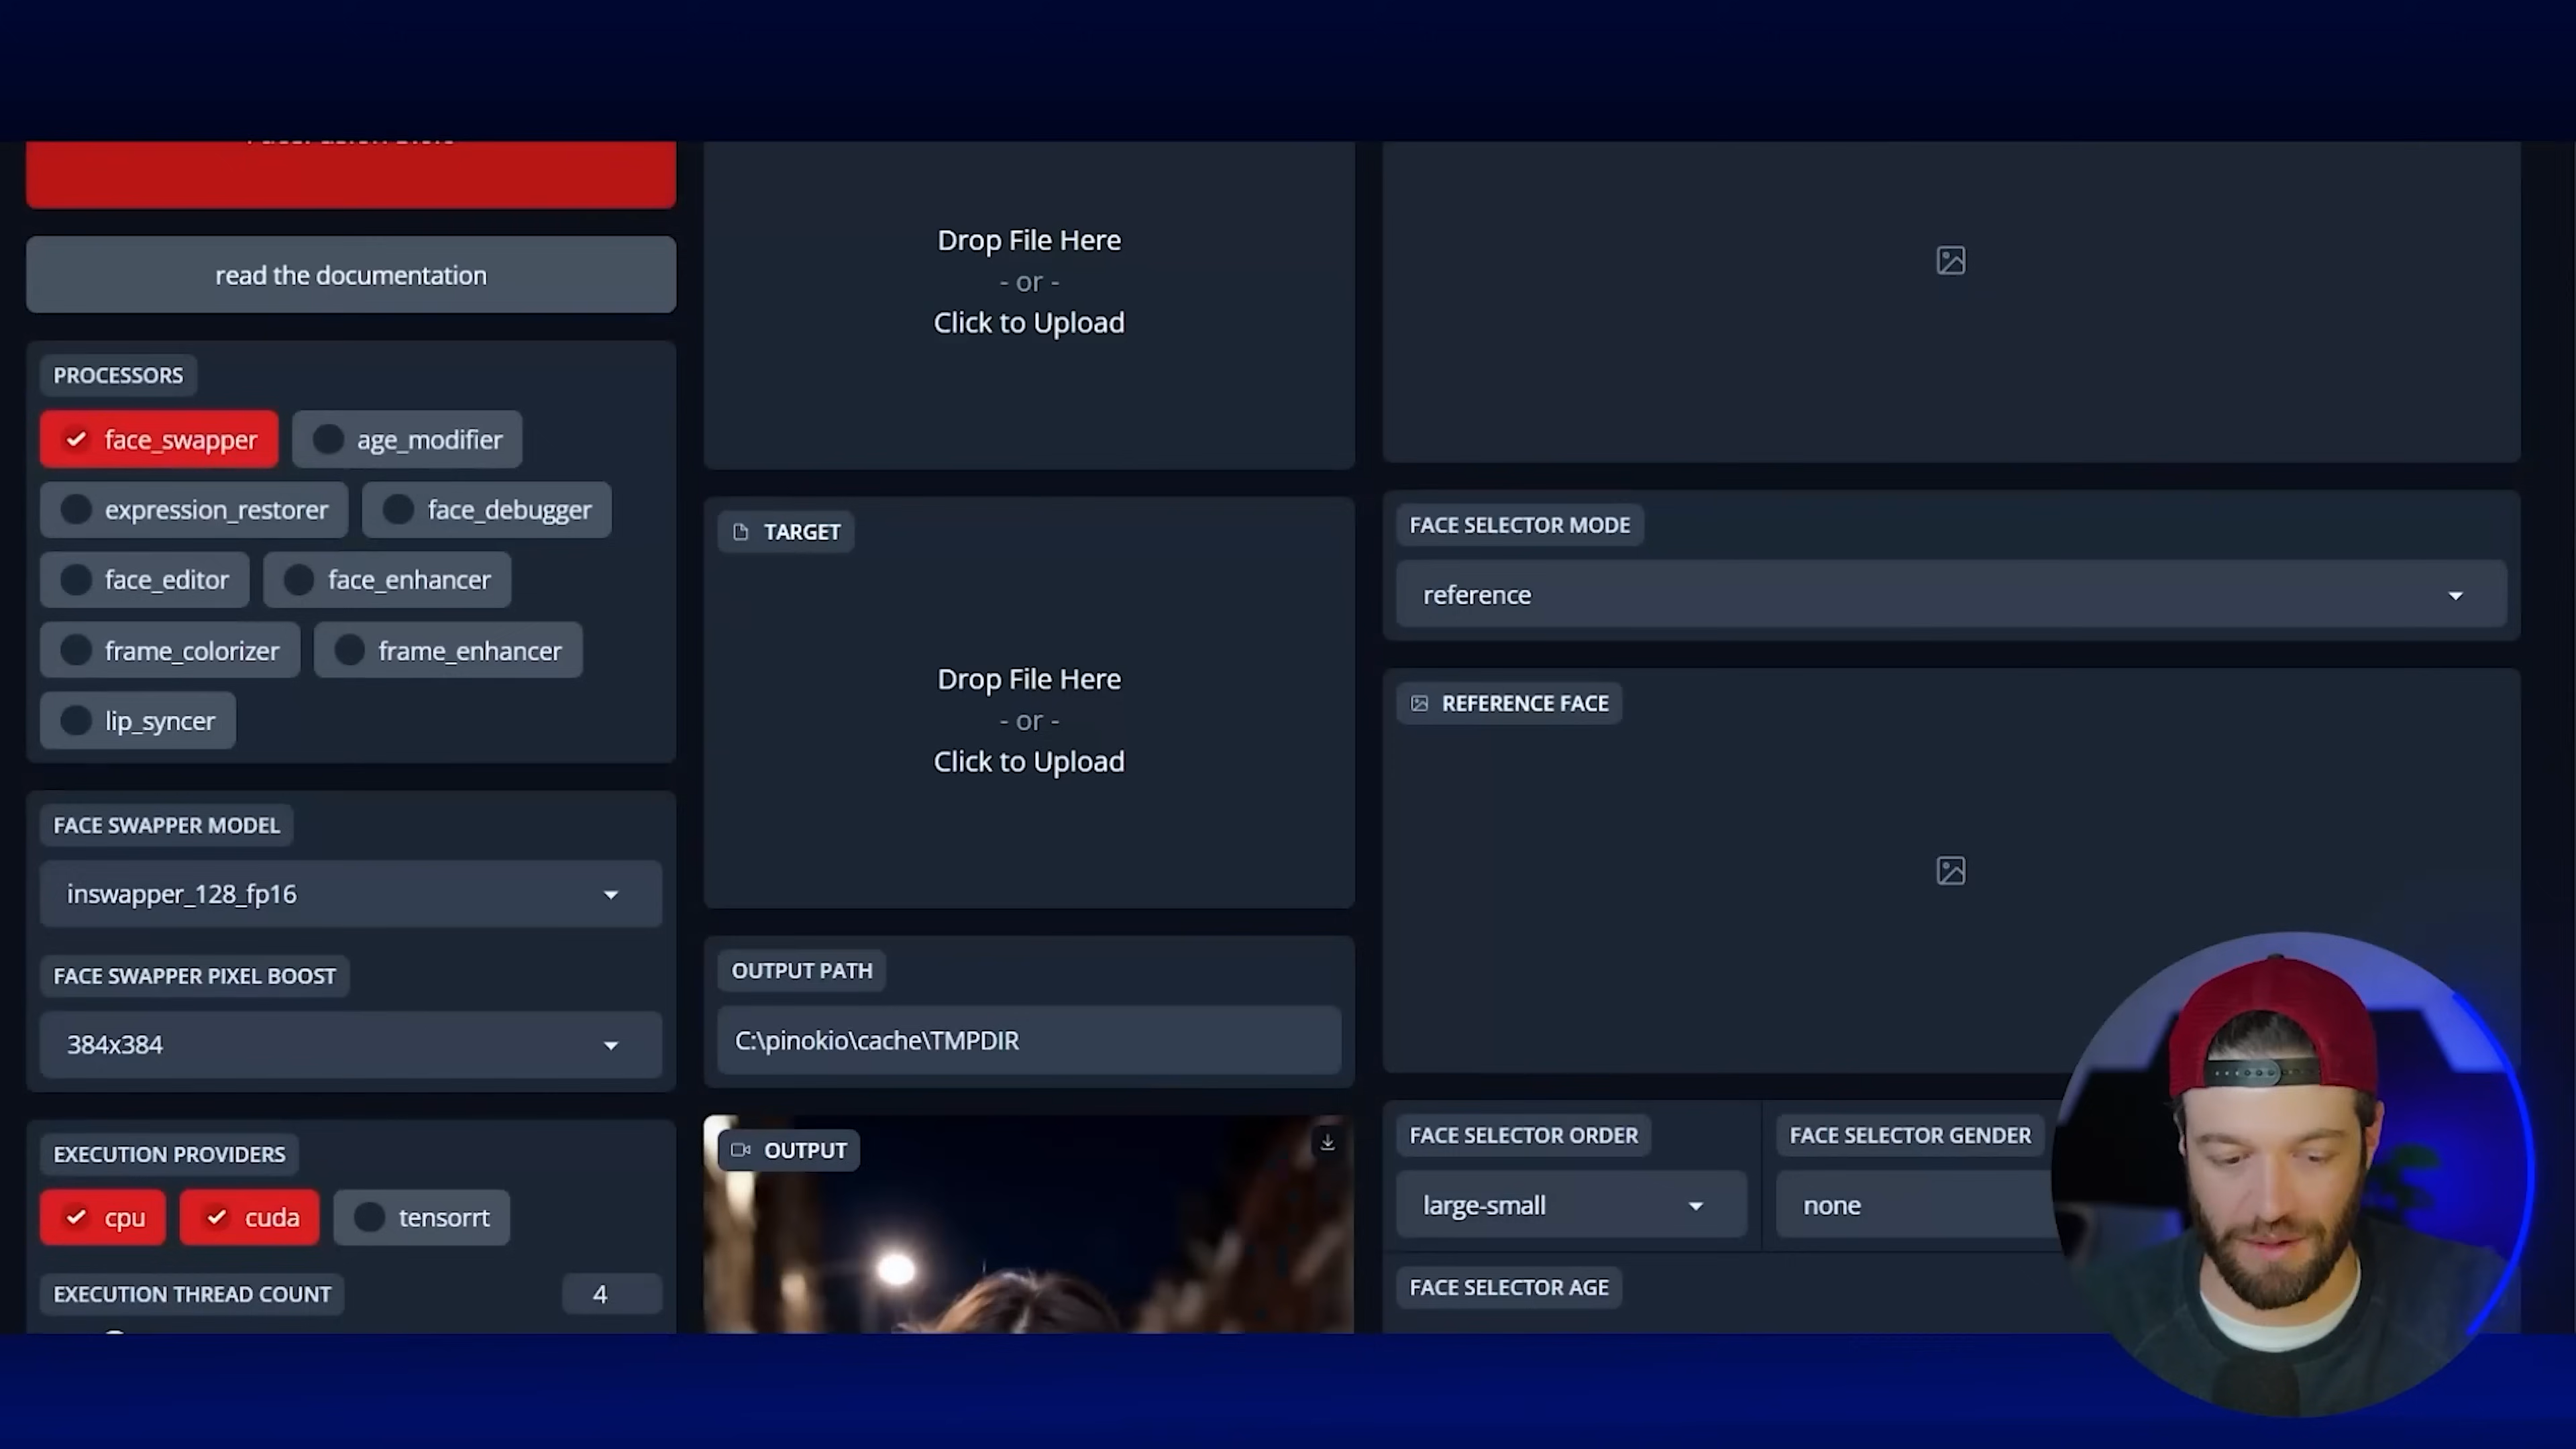 read the documentation
PROCESSORS
face_swapper
age_modifier
expression_restorer
face_debugger
face_editor
face_enhancer
frame_colorizer
frame_enhancer
lip_syncer
FACE SWAPPER MODEL
inswapper_128_fp16
FACE SWAPPER PIXEL BOOST
384x384
EXECUTION PROVIDERS
cpu
cuda
tensorrt
EXECUTION THREAD COUNT
4
Drop File Here
- or -
Click to Upload
TARGET
Drop File Here
- or -
Click to Upload
OUTPUT PATH
C:\pinokio\cache\TMPDIR
OUTPUT
FACE SELECTOR MODE
reference
REFERENCE FACE
FACE SELECTOR ORDER
large-small
FACE SELECTOR GENDER
none
FACE SELECTOR AGE